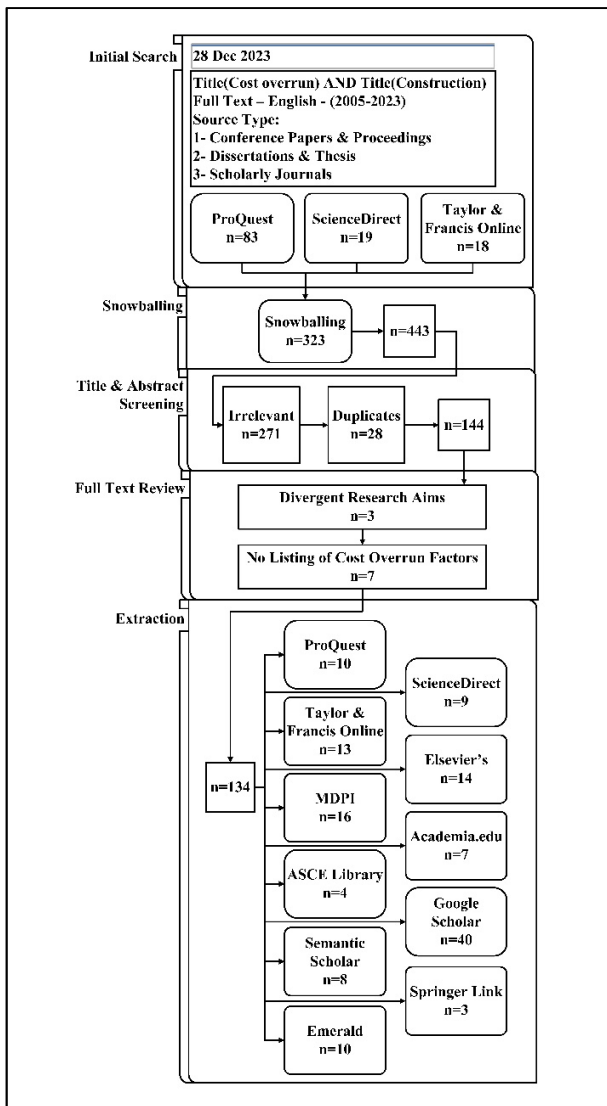 Initial Search
28 Dec 2023
Title(Cost overrun) AND Title(Construction)
Full Text – English - (2005-2023)
Source Type:
1- Conference Papers & Proceedings
2- Dissertations & Thesis
3- Scholarly Journals
ProQuest
n=83
ScienceDirect
n=19
Taylor &
Francis Online
n=18
Snowballing
Snowballing
n=323
n=443
Title & Abstract
Screening
Irrelevant
n=271
Duplicates
n=28
n=144
Full Text Review
Divergent Research Aims
n=3
No Listing of Cost Overrun Factors
n=7
Extraction
n=134
ProQuest
n=10
ScienceDirect
n=9
Taylor &
Francis Online
n=13
Elsevier’s
n=14
MDPI
n=16
Academia.edu
n=7
ASCE Library
n=4
Google
Scholar
n=40
Semantic
Scholar
n=8
Springer Link
n=3
Emerald
n=10